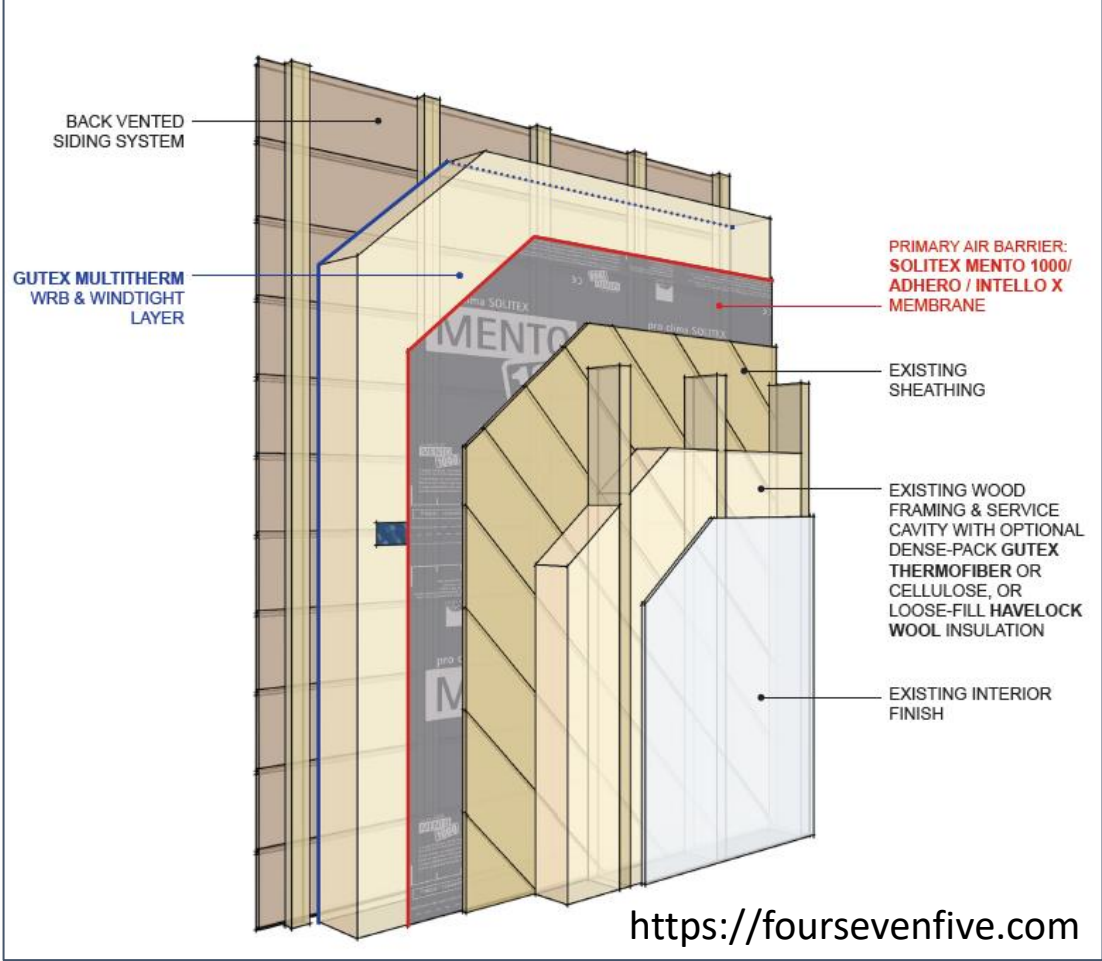 BACK VENTED
SIDING SYSTEM
GUTEX MULTITHERM
WRB & WINDTIGHT
LAYER
PRIMARY AIR BARRIER:
SOLITEX MENTO 1000/
ADHERO / INTELLO X
MEMBRANE
EXISTING
SHEATHING
EXISTING WOOD
FRAMING & SERVICE
CAVITY WITH OPTIONAL
DENSE-PACK GUTEX
THERMOFIBER OR
CELLULOSE, OR
LOOSE-FILL HAVELOCK
WOOL INSULATION
EXISTING INTERIOR
FINISH
SOLITEX
MENTO
pro clima SOLITEX
pro
https://foursevenfive.com